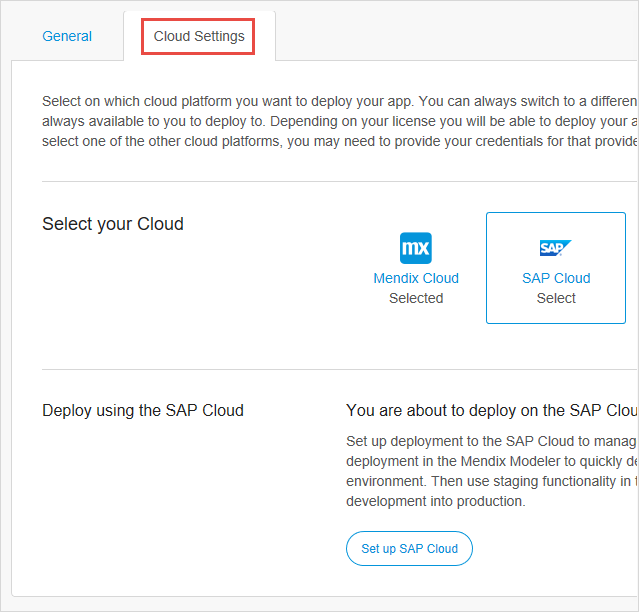 General
Cloud Settings
Select on which cloud platform you want to deploy your app. You can always switch to a differen
always available to you to deploy to. Depending on your license you will be able to deploy your a
select one of the other cloud platforms, you may need to provide your credentials for that provide
Select your Cloud
mx
SAP
Mendix Cloud
SAP Cloud
Selected
Select
Deploy using the SAP Cloud
You are about to deploy on the SAP Clou
Set up deployment to the SAP Cloud to manag
deployment in the Mendix Modeler to quickly de
environment. Then use staging functionality in t
development into production.
Set up SAP Cloud